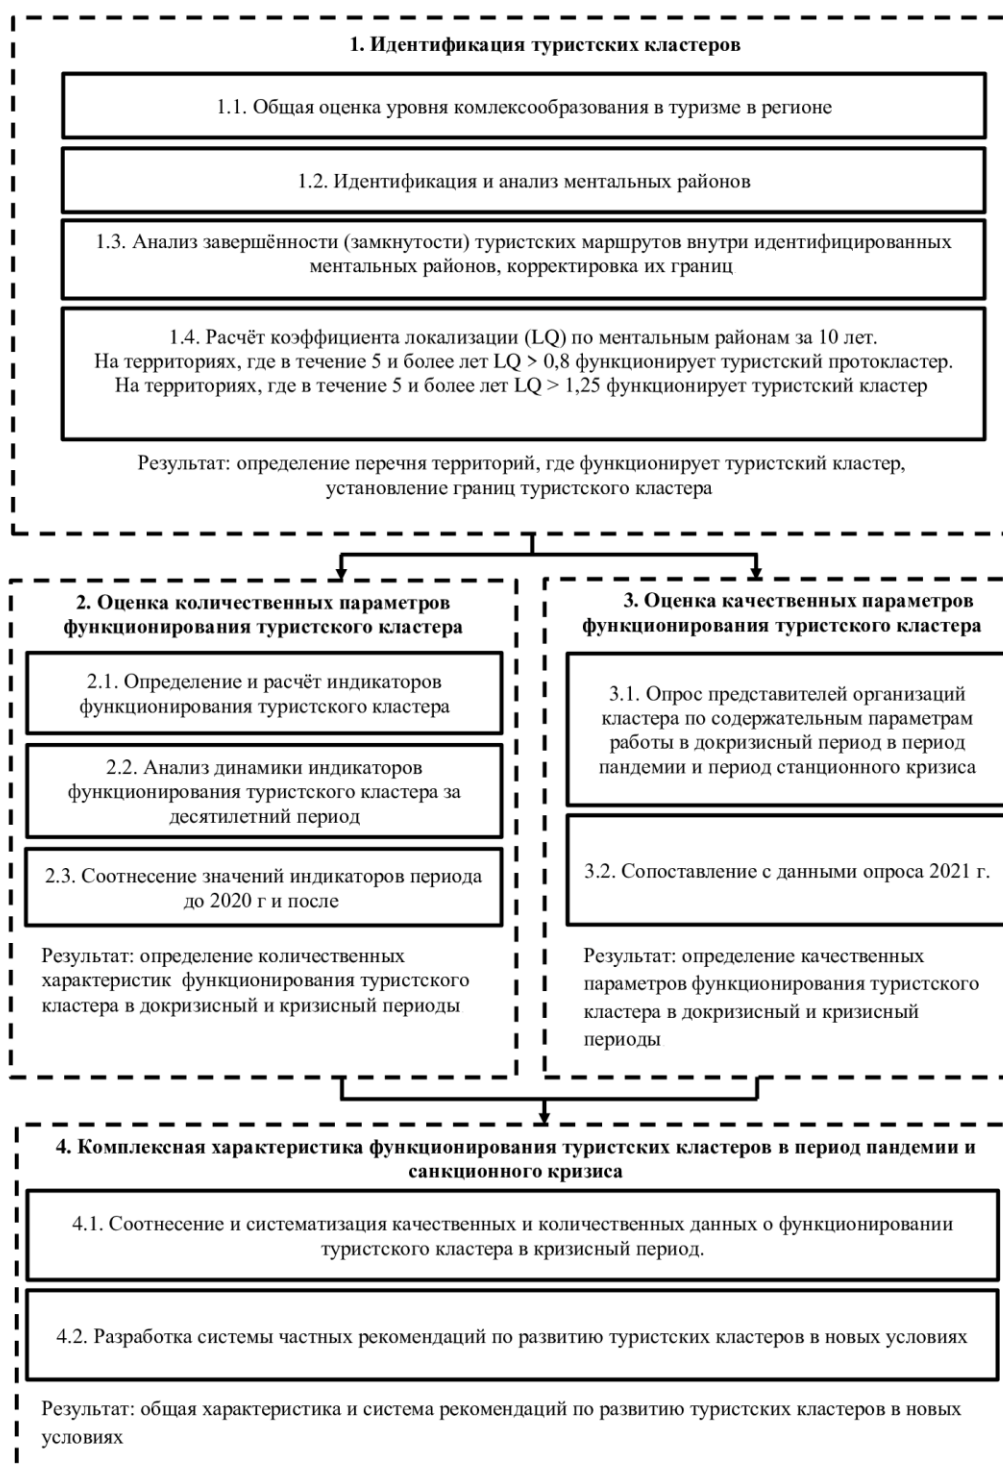 1. Идентификация туристских кластеров
1.1. Общая оценка уровня комлексообразования в туризме в регионе
1.2. Идентификация и анализ ментальных районов
1.3. Анализ завершённости (замкнутости) туристских маршрутов внутри идентифицированных
ментальных районов, корректировка их границ
1.4. Расчёт коэффициента локализации (LQ) по ментальным районам за 10 лет.
На территориях, где в течение 5 и более лет LQ > 0,8 функционирует туристский протокластер.
На территориях, где в течение 5 и более лет LQ > 1,25 функционирует туристский кластер
Результат: определение перечня территорий, где функционирует туристский кластер,
установление границ туристского кластера
2. Оценка количественных параметров
функционирования туристского кластера
2.1. Определение и расчёт индикаторов
функционирования туристского кластера
2.2. Анализ динамики индикаторов
функционирования туристского кластера за
десятилетний период
2.3. Соотнесение значений индикаторов периода
до 2020 г и после
Результат: определение количественных
характеристик функционирования туристского
кластера в докризисный и кризисный периоды
3. Оценка качественных параметров
функционирования туристского кластера
3.1. Опрос представителей организаций
кластера по содержательным параметрам
работы в докризисный период в период
пандемии и период станционного кризиса
3.2. Сопоставление с данными опроса 2021 г.
Результат: определение качественных
параметров функционирования туристского
кластера в докризисный и кризисный
периоды
4. Комплексная характеристика функционирования туристских кластеров в период пандемии и
санкционного кризиса
4.1. Соотнесение и систематизация качественных и количественных данных о функционировании
туристского кластера в кризисный период.
4.2. Разработка системы частных рекомендаций по развитию туристских кластеров в новых условиях
Результат: общая характеристика и система рекомендаций по развитию туристских кластеров в новых
условиях